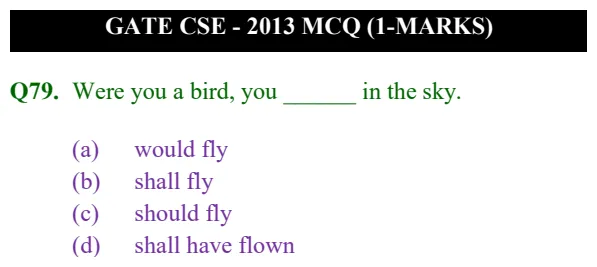 GATE CSE - 2013 MCQ (1-MARKS)
Q79. Were you a bird, you ______ in the sky.
(a) would fly
(b) shall fly
(c) should fly
(d) shall have flown